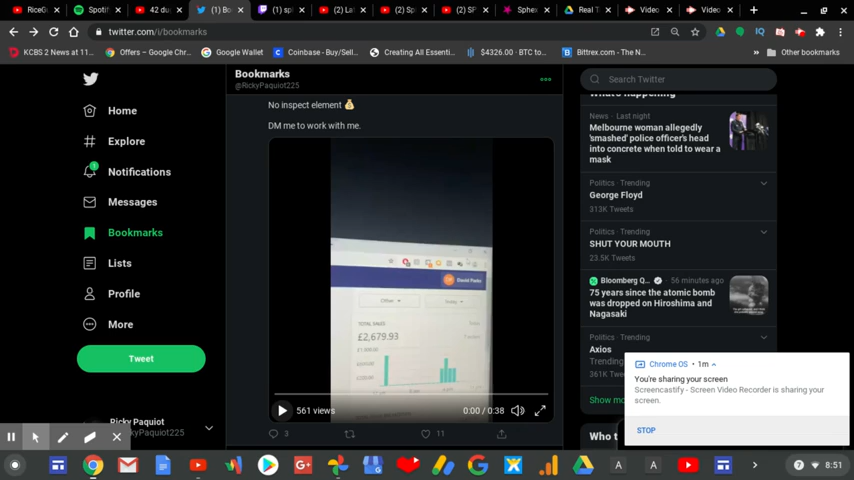 RiceG
Spotif
42 dug
(1) Bo
(1) spl
(2) Lal
(2) Spl
(2) SP
Sphex
Real T
Video
Video
twitter.com/i/bookmarks
KCBS 2 News at 11:...
Offers – Google Chr...
Google Wallet
Coinbase - Buy/Sell..
Creating All Essenti...
$4326.00 - BTC to...
Bittrex.com - The N...
Other bookmarks
Home
Explore
Notifications
Messages
Bookmarks
Lists
Profile
More
Tweet
Ricky Paquiot
RickyPaquiot225
Bookmarks
@RickyPaquiot225
No inspect element 💰
DM me to work with me.
TOTAL SALES
£2,679.93
561 views
0:00 / 0:38
3
11
Search Twitter
What's happening
News · Last night
Melbourne woman allegedly
'smashed' police officer's head
into concrete when told to wear a
mask
Politics · Trending
George Floyd
313K Tweets
Politics · Trending
SHUT YOUR MOUTH
23.5K Tweets
Bloomberg Q... · 56 minutes ago
75 years since the atomic bomb
was dropped on Hiroshima and
Nagasaki
Politics · Trending
Axios
Trending
361K Tweets
Show mo
Who t
Chrome OS • 1m
You're sharing your screen
Screencastify - Screen Video Recorder is sharing your
screen.
STOP
8:51